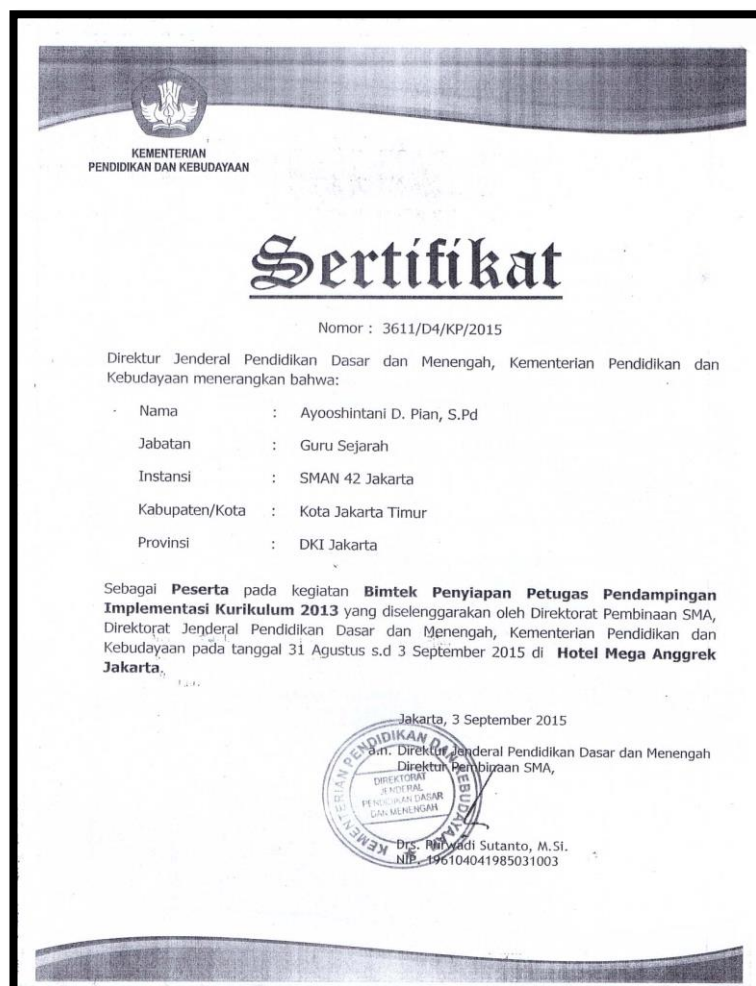 KEMENTERIAN
PENDIDIKAN DAN KEBUDAYAAN
Sertifikat
Nomor : 3611/D4/KP/2015
Direktur Jenderal Pendidikan Dasar dan Menengah, Kementerian Pendidikan dan
Kebudayaan menerangkan bahwa:
Nama : Ayooshintani D. Pian, S.Pd
Jabatan : Guru Sejarah
Instansi : SMAN 42 Jakarta
Kabupaten/Kota : Kota Jakarta Timur
Provinsi : DKI Jakarta
Sebagai Peserta pada kegiatan Bimtek Penyiapan Petugas Pendampingan
Implementasi Kurikulum 2013 yang diselenggarakan oleh Direktorat Pembinaan SMA,
Direktorat Jenderal Pendidikan Dasar dan Menengah, Kementerian Pendidikan dan
Kebudayaan pada tanggal 31 Agustus s.d 3 September 2015 di Hotel Mega Anggrek
Jakarta.
Jakarta, 3 September 2015
a.n. Direktur Jenderal Pendidikan Dasar dan Menengah
Direktur Pembinaan SMA,
KEMENTERIAN PENDIDIKAN DAN KEBUDAYAAN
DIREKTORAT
JENDERAL
PENDIDIKAN DASAR
DAN MENENGAH
Drs. Purwadi Sutanto, M.Si.
NIP. 196104041985031003